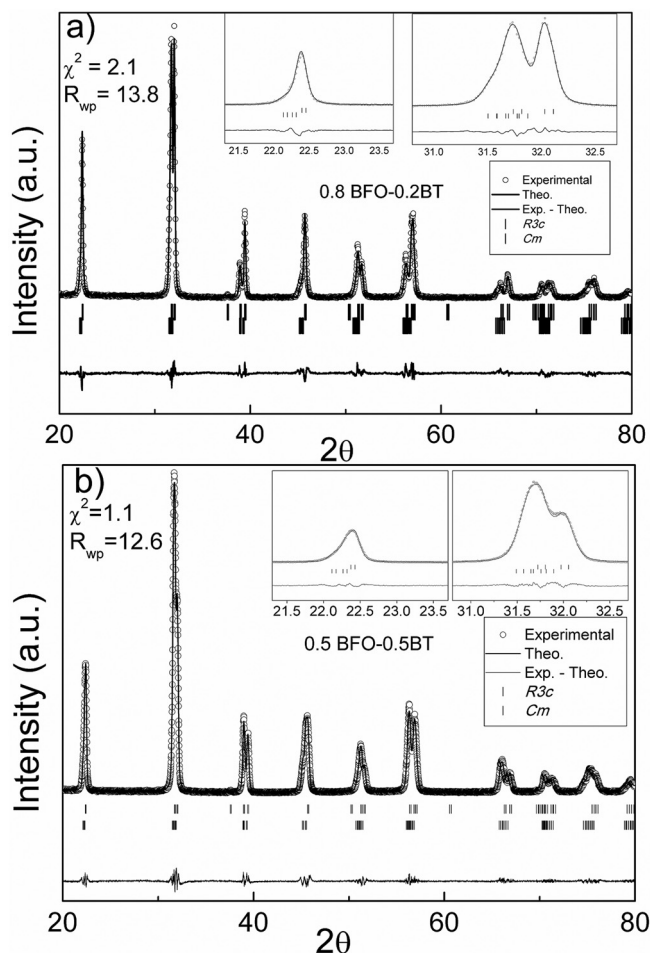 a)
χ² = 2.1
R_wp = 13.8
21.5 22.0 22.5 23.0 23.5
31.0 31.5 32.0 32.5
0.8 BFO-0.2BT
Experimental
Theo.
Exp. - Theo.
R3c
Cm
Intensity (a.u.)
20 40 60 80
2θ
b)
χ²=1.1
R_wp=12.6
21.5 22.0 22.5 23.0 23.5
31.0 31.5 32.0 32.5
0.5 BFO-0.5BT
Experimental
Theo.
Exp. - Theo.
R3c
Cm
Intensity (a.u.)
20 40 60 80
2θ